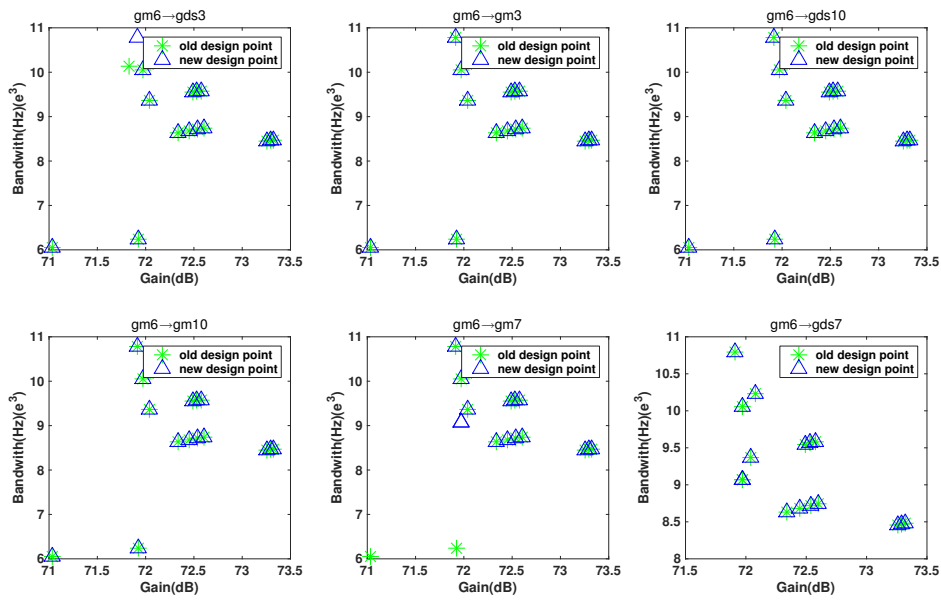 gm6→gds3
11
10
9
8
7
6
Bandwith(Hz)(e³)
old design point
new design point
71
71.5
72
72.5
73
73.5
Gain(dB)
gm6→gm3
11
10
9
8
7
6
Bandwith(Hz)(e³)
old design point
new design point
71
71.5
72
72.5
73
73.5
Gain(dB)
gm6→gds10
11
10
9
8
7
6
Bandwith(Hz)(e³)
old design point
new design point
71
71.5
72
72.5
73
73.5
Gain(dB)
gm6→gm10
11
10
9
8
7
6
Bandwith(Hz)(e³)
old design point
new design point
71
71.5
72
72.5
73
73.5
Gain(dB)
gm6→gm7
11
10
9
8
7
6
Bandwith(Hz)(e³)
old design point
new design point
71
71.5
72
72.5
73
73.5
Gain(dB)
gm6→gds7
11
10.5
10
9.5
9
8.5
8
Bandwith(Hz)(e³)
old design point
new design point
71.5
72
72.5
73
73.5
Gain(dB)